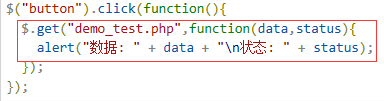 $("button").click(function(){
  $.get("demo_test.php",function(data,status){
    alert("数据: " + data + "\n状态: " + status);
  });
});